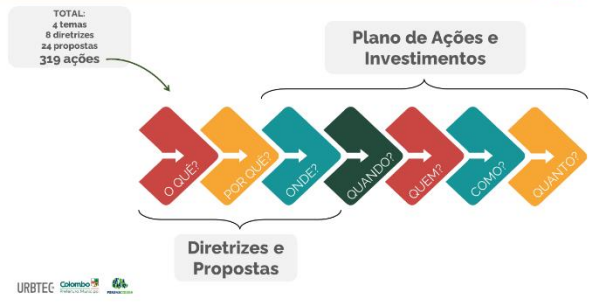 TOTAL:
4 temas
8 diretrizes
24 propostas
319 ações
Plano de Ações e
Investimentos
O QUÊ?
POR QUÊ?
ONDE?
QUANDO?
QUEM?
COMO?
QUANTO?
Diretrizes e
Propostas
URBTEC
Colombo